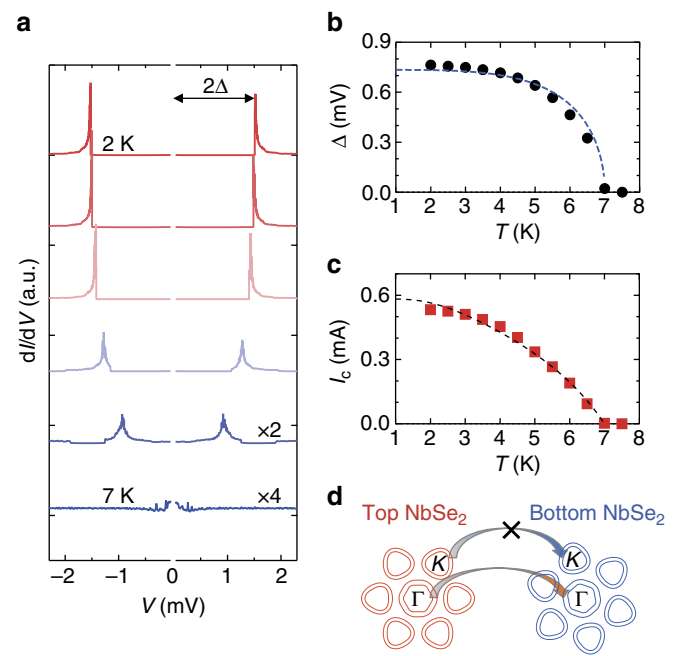 a
2Δ
2 K
×2
7 K
×4
dI/dV (a.u.)
−2
−1
0
1
2
V (mV)
b
0.9
0.6
0.3
0.0
Δ (mV)
1
2
3
4
5
6
7
8
T (K)
c
0.6
0.3
0.0
Ic (mA)
1
2
3
4
5
6
7
8
T (K)
d
Top NbSe2
Bottom NbSe2
K
K
Γ
Γ